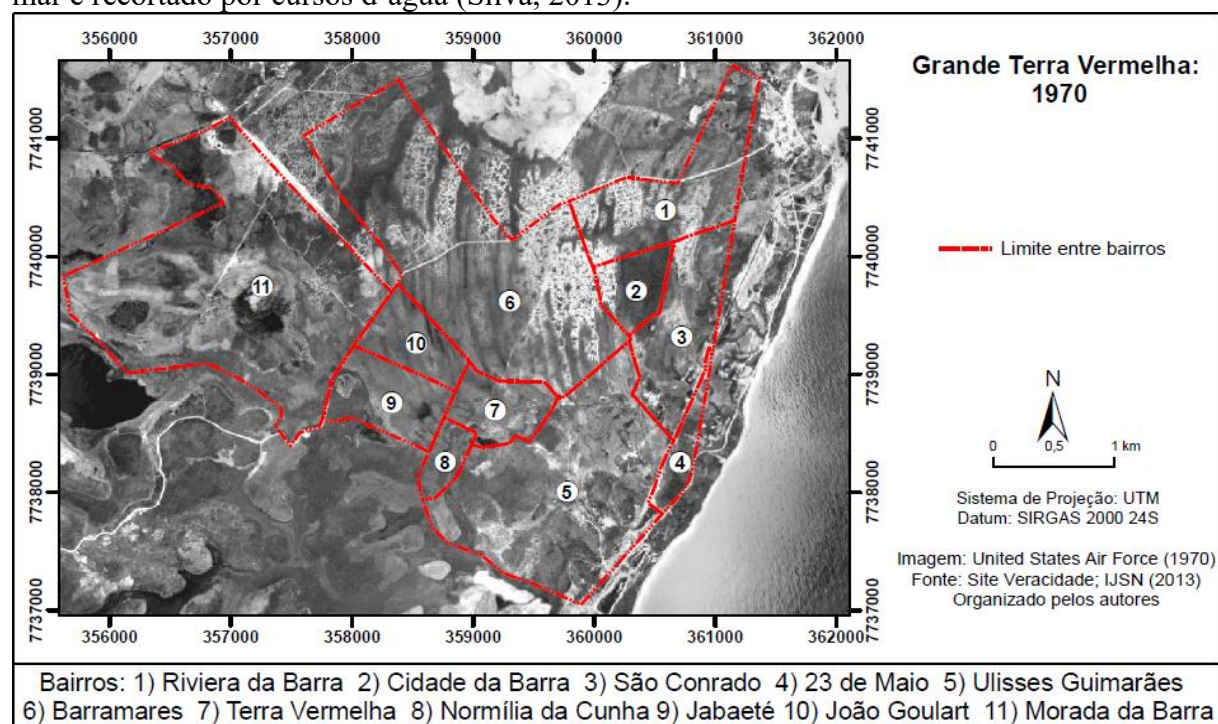 mar e recortado por cursos d'água (Silva, 2013).
356000 357000 358000 359000 360000 361000 362000
Grande Terra Vermelha:
1970
7741000 7741000
1
Limite entre bairros
7740000 7740000
11
6
2
3
10
7739000 7739000
9
7
N
8
4
0 0,5 1 km
5
7738000 7738000
Sistema de Projeção: UTM
Datum: SIRGAS 2000 24S
Imagem: United States Air Force (1970)
Fonte: Site Veracidade; IJSN (2013)
Organizado pelos autores
7737000 7737000
356000 357000 358000 359000 360000 361000 362000
Bairros: 1) Riviera da Barra 2) Cidade da Barra 3) São Conrado 4) 23 de Maio 5) Ulisses Guimarães
6) Barramares 7) Terra Vermelha 8) Normília da Cunha 9) Jabaeté 10) João Goulart 11) Morada da Barra